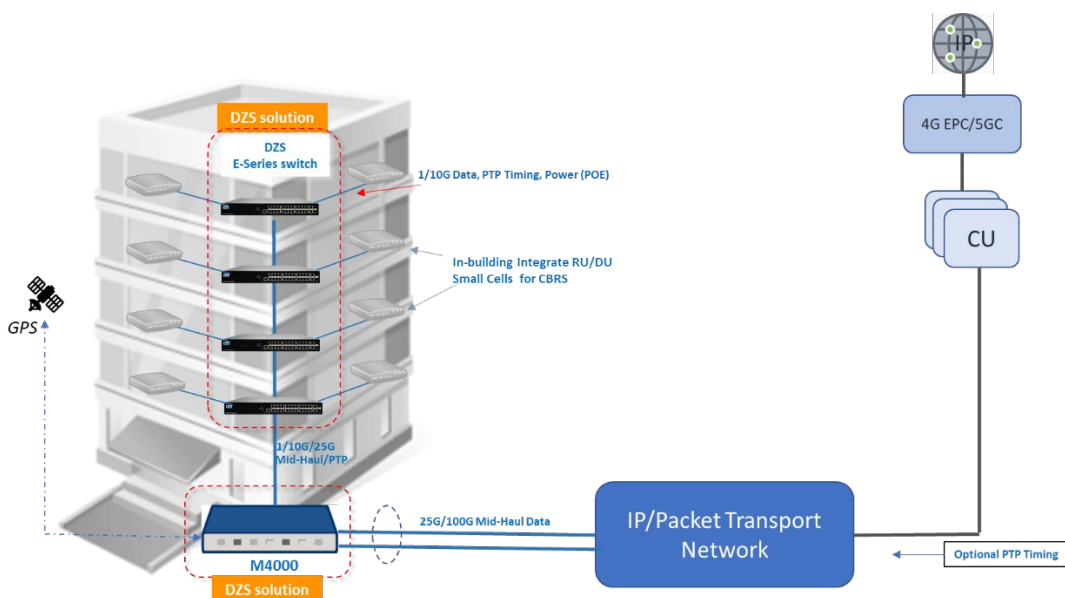 IP
DZS solution
4G EPC/5GC
DZS
E-Series switch
1/10G Data, PTP Timing, Power (POE)
CU
In-building Integrate RU/DU
Small Cells for CBRS
GPS
1/10G/25G
Mid-Haul/PTP
25G/100G Mid-Haul Data
IP/Packet Transport
Network
Optional PTP Timing
M4000
DZS solution